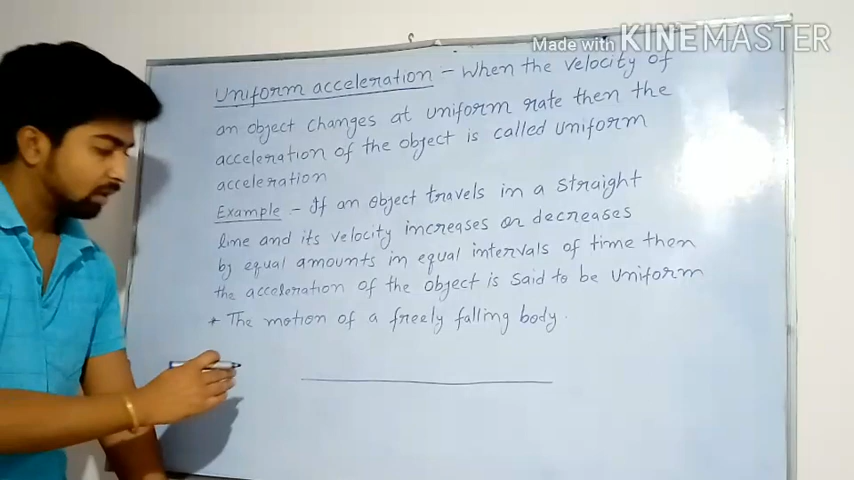 Made with KINEMASTER
Uniform acceleration - When the velocity of
an object changes at uniform rate then the
acceleration of the object is called uniform
acceleration
Example - If an object travels in a straight
line and its velocity increases or decreases
by equal amounts in equal intervals of time then
the acceleration of the object is said to be uniform
* The motion of a freely falling body.